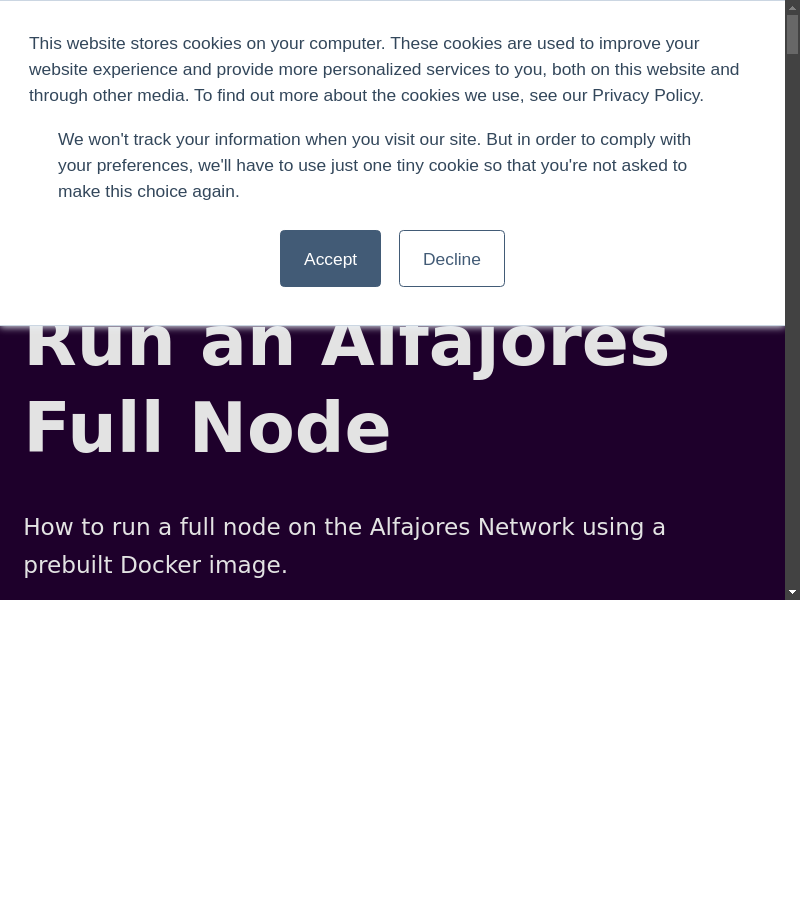 This website stores cookies on your computer. These cookies are used to improve your
website experience and provide more personalized services to you, both on this website and
through other media. To find out more about the cookies we use, see our Privacy Policy.
We won't track your information when you visit our site. But in order to comply with
your preferences, we'll have to use just one tiny cookie so that you're not asked to
make this choice again.
Accept Decline
Run an Alfajores
Full Node
How to run a full node on the Alfajores Network using a
prebuilt Docker image.